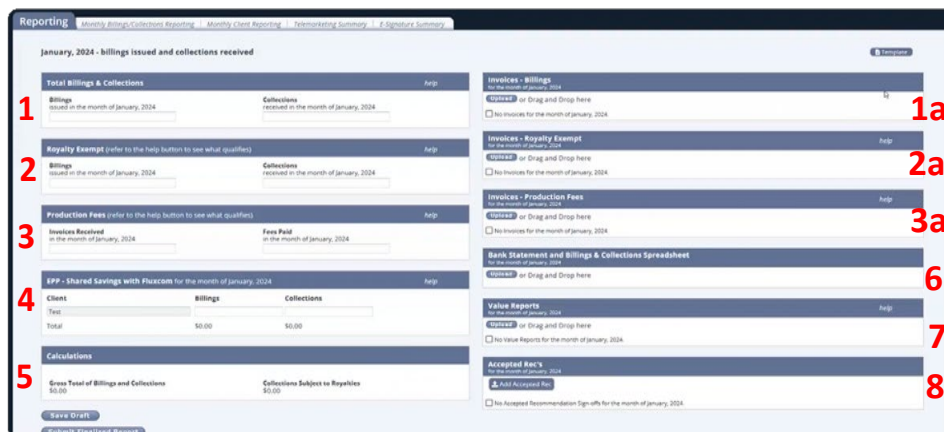 Reporting
Monthly Billings/Collections Reporting | Monthly Client Reporting | Telemarketing Summary | E-Signature Summary
January, 2024 - billings issued and collections received
Template
Total Billings & Collections
help
1
Billings
issued in the month of January, 2024
Collections
received in the month of January, 2024
2
Royalty Exempt (refer to the help button to see what qualifies)
help
Billings
issued in the month of January, 2024
Collections
received in the month of January, 2024
3
Production Fees (refer to the help button to see what qualifies)
help
Invoices Received
in the month of January, 2024
Fees Paid
in the month of January, 2024
4
EPP - Shared Savings with Fluxcom for the month of January, 2024
help
Client
Billings
Collections
Test
Total
$0.00
$0.00
5
Calculations
Gross Total of Billings and Collections
$0.00
Collections Subject to Royalties
$0.00
Save Draft
Submit Finalized Report
Invoices - Billings
for the month of January, 2024
Upload or Drag and Drop here
No Invoices for the month of January, 2024
1a
Invoices - Royalty Exempt
for the month of January, 2024
help
Upload or Drag and Drop here
No Invoices for the month of January, 2024
2a
Invoices - Production Fees
for the month of January, 2024
help
Upload or Drag and Drop here
No Invoices for the month of January, 2024
3a
Bank Statement and Billings & Collections Spreadsheet
for the month of January, 2024
Upload or Drag and Drop here
6
Value Reports
for the month of January, 2024
help
Upload or Drag and Drop here
No Value Reports for the month of January, 2024
7
Accepted Rec's
for the month of January, 2024
Add Accepted Rec
No Accepted Recommendation Sign-offs for the month of January, 2024
8